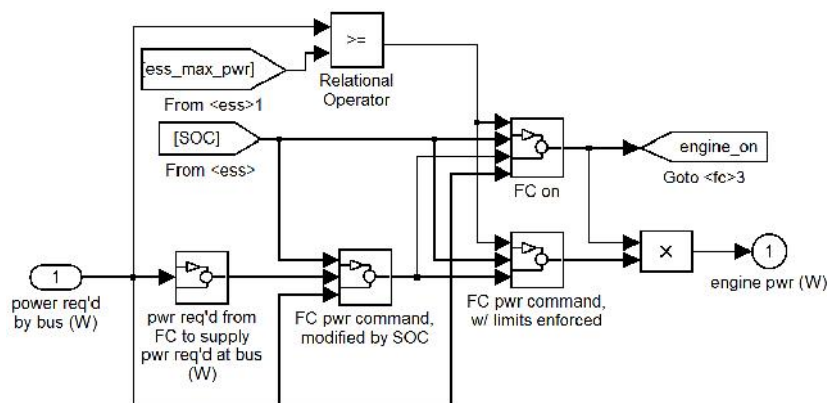 >=
[ess_max_pwr]
Relational
Operator
From <ess>1
[SOC]
From <ess>
engine_on
Goto <fc>3
FC on
1
power req'd
by bus (W)
pwr req'd from
FC to supply
pwr req'd at bus
(W)
FC pwr command,
modified by SOC
FC pwr command,
w/ limits enforced
×
1
engine pwr (W)